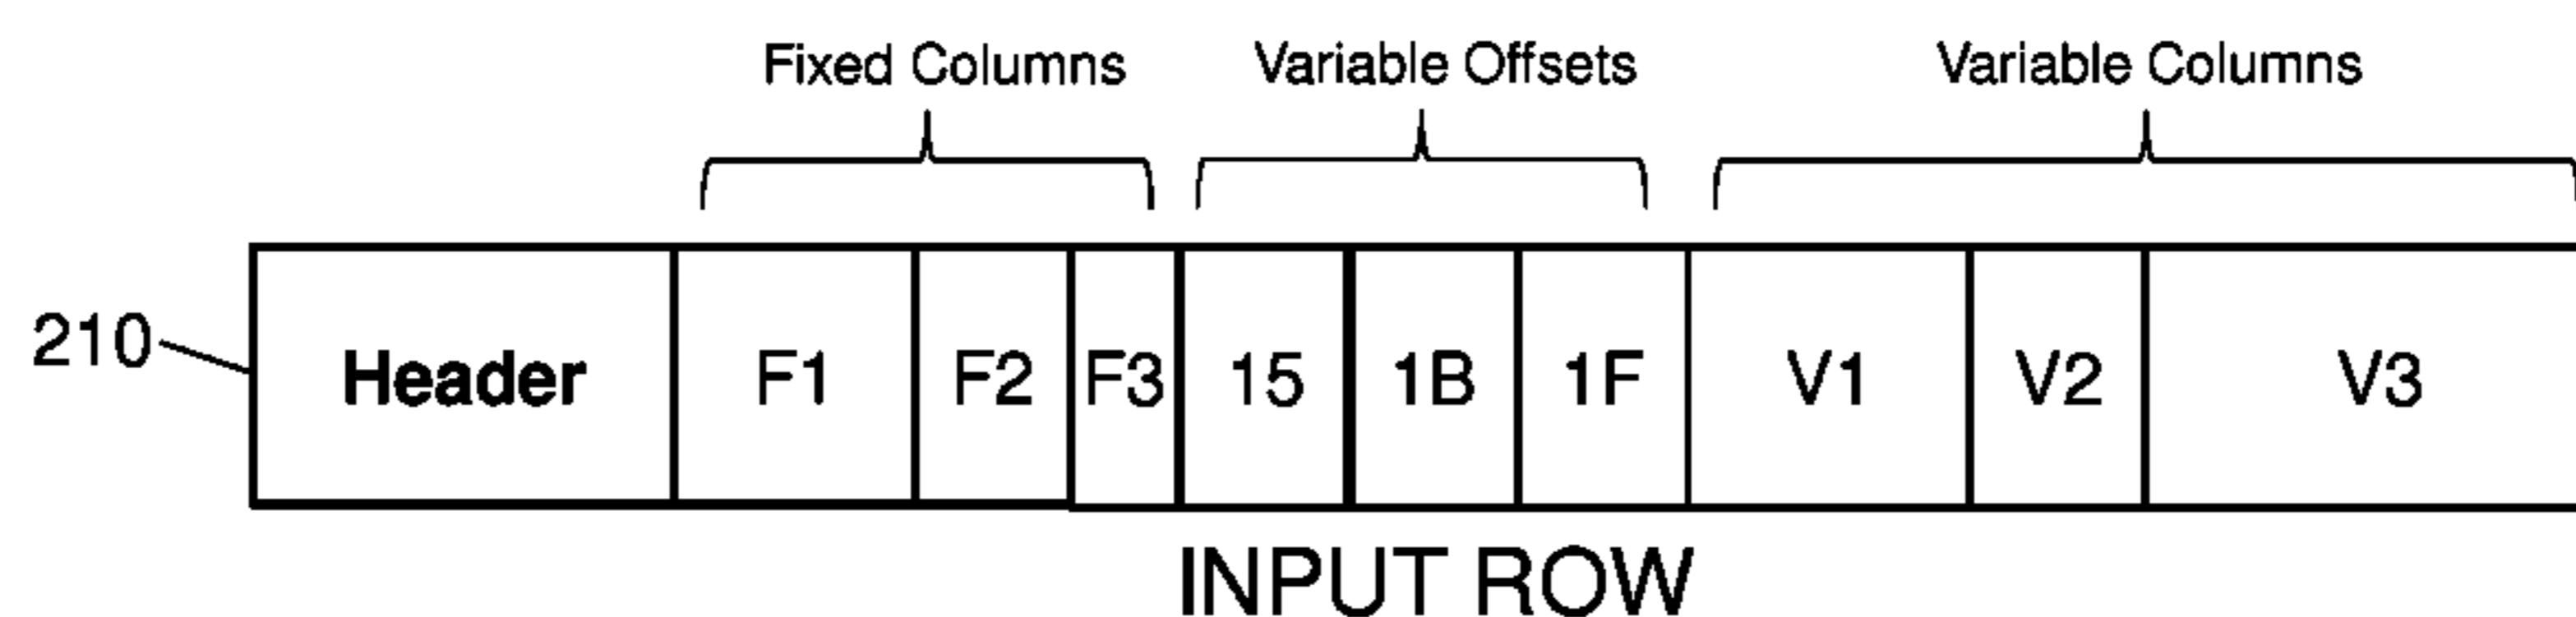 Fixed Columns Variable Offsets Variable Columns
210 Header F1 F2 F3 15 1B 1F V1 V2 V3
INPUT ROW